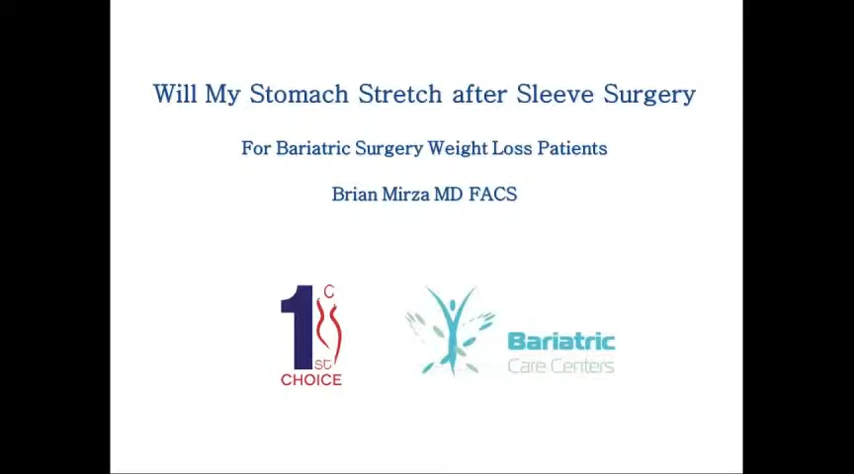 Will My Stomach Stretch after Sleeve Surgery
For Bariatric Surgery Weight Loss Patients
Brian Mirza MD FACS
1 C
st
CHOICE
Bariatric
Care Centers